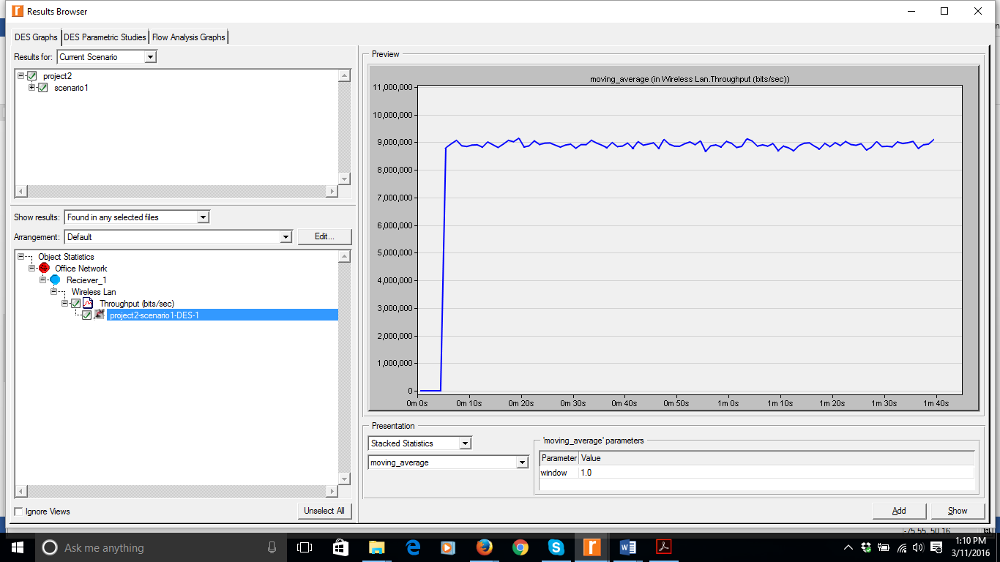 Results Browser
DES Graphs DES Parametric Studies Flow Analysis Graphs
Results for: Current Scenario
project2
scenario1
Show results: Found in any selected files
Arrangement: Default Edit...
Object Statistics
Office Network
Reciever_1
Wireless Lan
Throughput (bits/sec)
project2-scenario1-DES-1
Ignore Views Unselect All
Preview
moving_average (in Wireless Lan.Throughput (bits/sec))
11,000,000
10,000,000
9,000,000
8,000,000
7,000,000
6,000,000
5,000,000
4,000,000
3,000,000
2,000,000
1,000,000
0
0m 0s 0m 10s 0m 20s 0m 30s 0m 40s 0m 50s 1m 0s 1m 10s 1m 20s 1m 30s 1m 40s
Presentation
Stacked Statistics
moving_average
'moving_average' parameters
Parameter Value
window 1.0
Add Show
Ask me anything
1:10 PM
3/11/2016